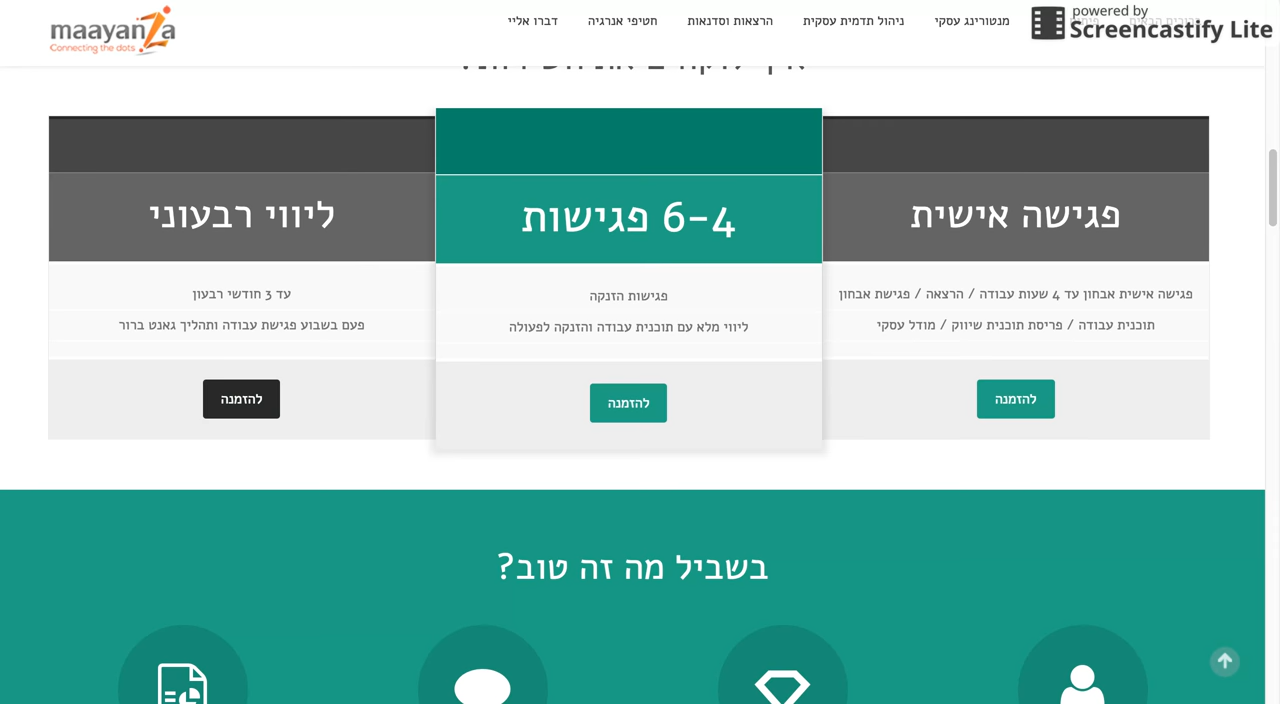 maayanZa
Connecting the dots
מנטורינג עסקי
ניהול תדמית עסקית
הרצאות וסדנאות
חטיפי אנרגיה
דברו אליי
powered by
Screencastify Lite
פגישה אישית
פגישה אישית אבחון עד 4 שעות עבודה / הרצאה / פגישת אבחון
תוכנית עבודה / פריסת תוכנית שיווק / מודל עסקי
להזמנה
6-4 פגישות
פגישות הזנקה
ליווי מלא עם תוכנית עבודה והזנקה לפעולה
להזמנה
ליווי רבעוני
עד 3 חודשי רבעון
פעם בשבוע פגישת עבודה ותהליך גאנט ברור
להזמנה
בשביל מה זה טוב?